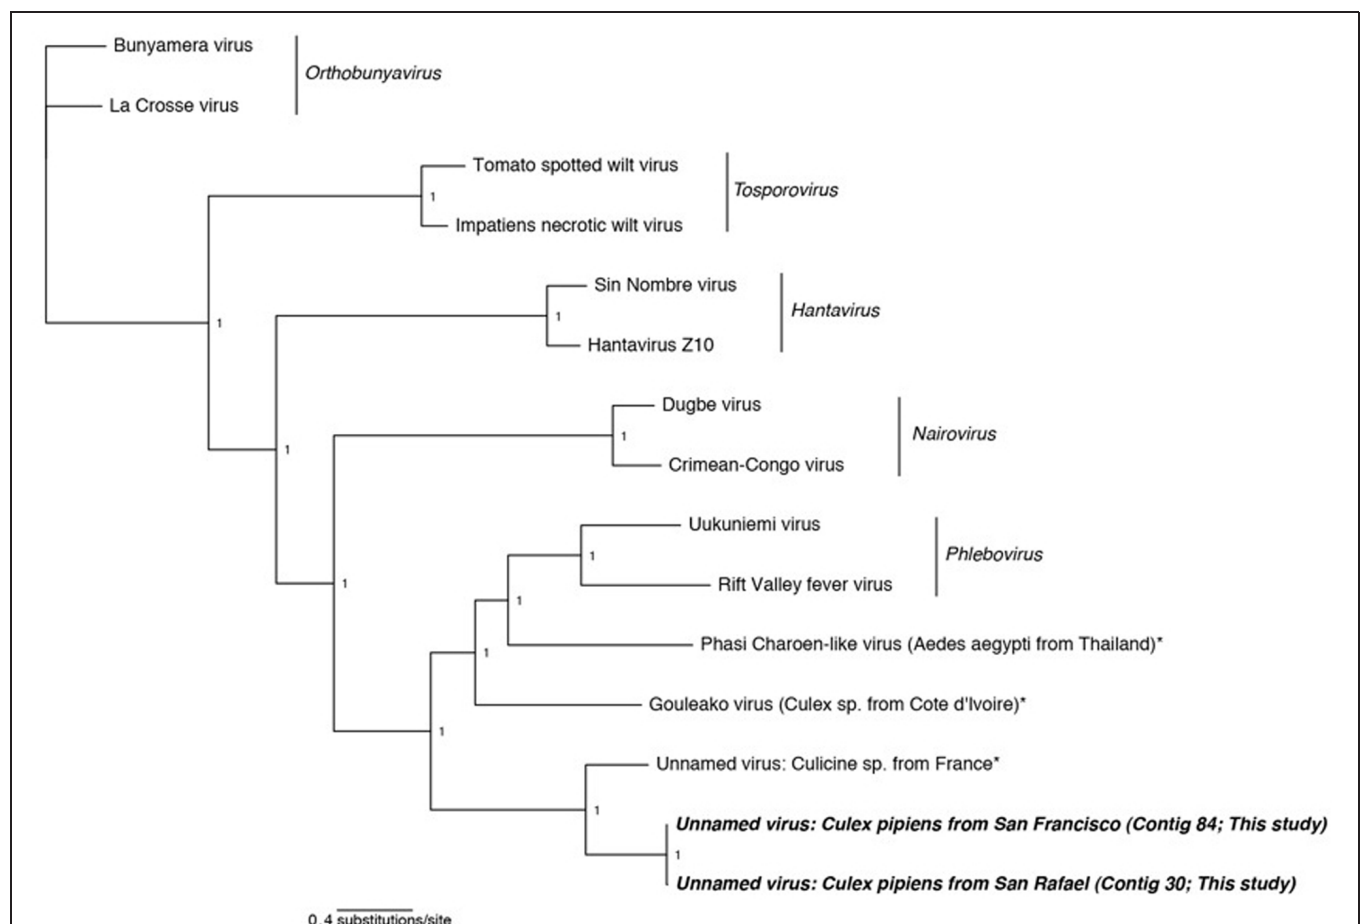 Bunyamera virus
Orthobunyavirus
La Crosse virus
Tomato spotted wilt virus
Tosporovirus
1
Impatiens necrotic wilt virus
Sin Nombre virus
Hantavirus
1
1
Hantavirus Z10
Dugbe virus
Nairovirus
1
1
Crimean-Congo virus
Uukuniemi virus
Phlebovirus
1
1
Rift Valley fever virus
1
Phasi Charoen-like virus (Aedes aegypti from Thailand)*
1
Gouleako virus (Culex sp. from Cote d'Ivoire)*
1
Unnamed virus: Culicine sp. from France*
1
Unnamed virus: Culex pipiens from San Francisco (Contig 84; This study)
1
Unnamed virus: Culex pipiens from San Rafael (Contig 30; This study)
0.4 substitutions/site